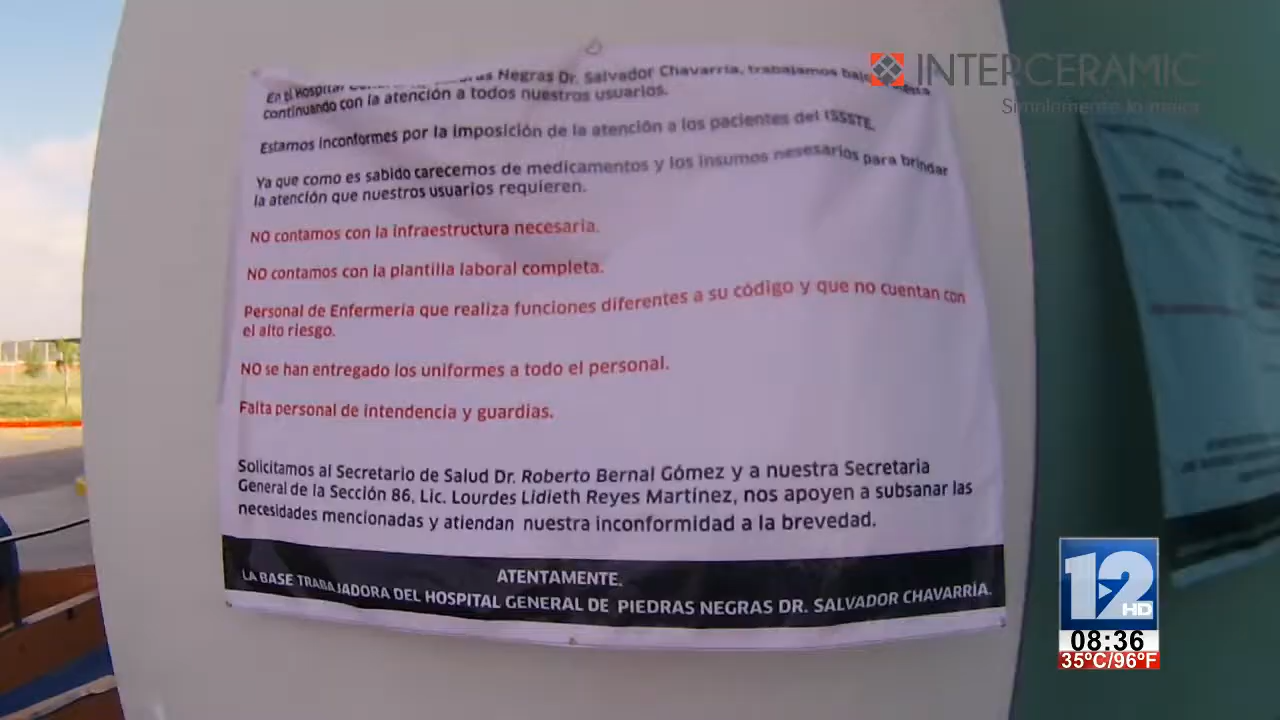 En el Hospital Negras Dr. Salvador Chavarría, trabajamos bajo
continuando con la atención a todos nuestros usuarios.
Estamos inconformes por la imposición de la atención a los pacientes del ISSSTE,
Ya que como es sabido carecemos de medicamentos y los insumos nesesarios para brindar
la atención que nuestros usuarios requieren.
NO contamos con la infraestructura necesaria.
NO contamos con la plantilla laboral completa.
Personal de Enfermería que realiza funciones diferentes a su código y que no cuentan con
el alto riesgo.
NO se han entregado los uniformes a todo el personal.
Falta personal de intendencia y guardias.
Solicitamos al Secretario de Salud Dr. Roberto Bernal Gómez y a nuestra Secretaria
General de la Sección 86, Lic. Lourdes Lidieth Reyes Martínez, nos apoyen a subsanar las
necesidades mencionadas y atiendan nuestra inconformidad a la brevedad.
ATENTAMENTE.
LA BASE TRABAJADORA DEL HOSPITAL GENERAL DE PIEDRAS NEGRAS DR. SALVADOR CHAVARRÍA.
INTERCERAMIC
Simplemente lo mejor
12
HD
08:36
35°C/96°F